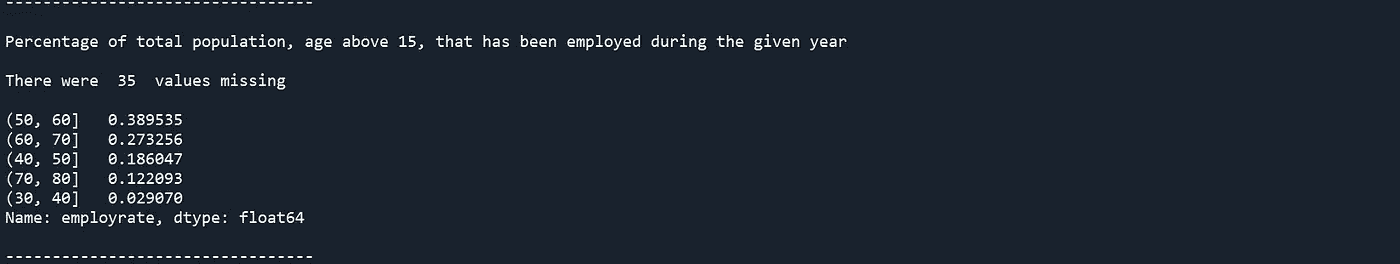 ---------------------------------
Percentage of total population, age above 15, that has been employed during the given year
There were  35  values missing
(50, 60]   0.389535
(60, 70]   0.273256
(40, 50]   0.186047
(70, 80]   0.122093
(30, 40]   0.029070
Name: employrate, dtype: float64
---------------------------------